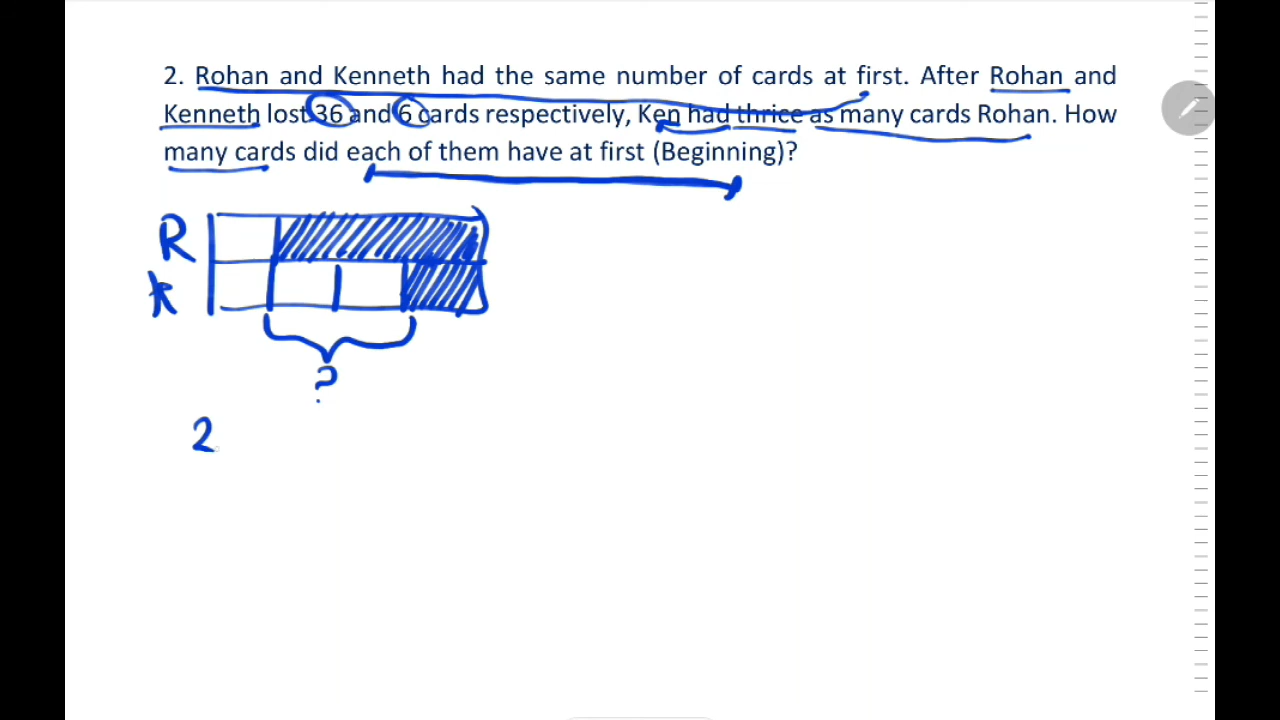 2. Rohan and Kenneth had the same number of cards at first. After Rohan and
Kenneth lost 36 and 6 cards respectively, Ken had thrice as many cards Rohan. How
many cards did each of them have at first (Beginning)?
R
K
?
2